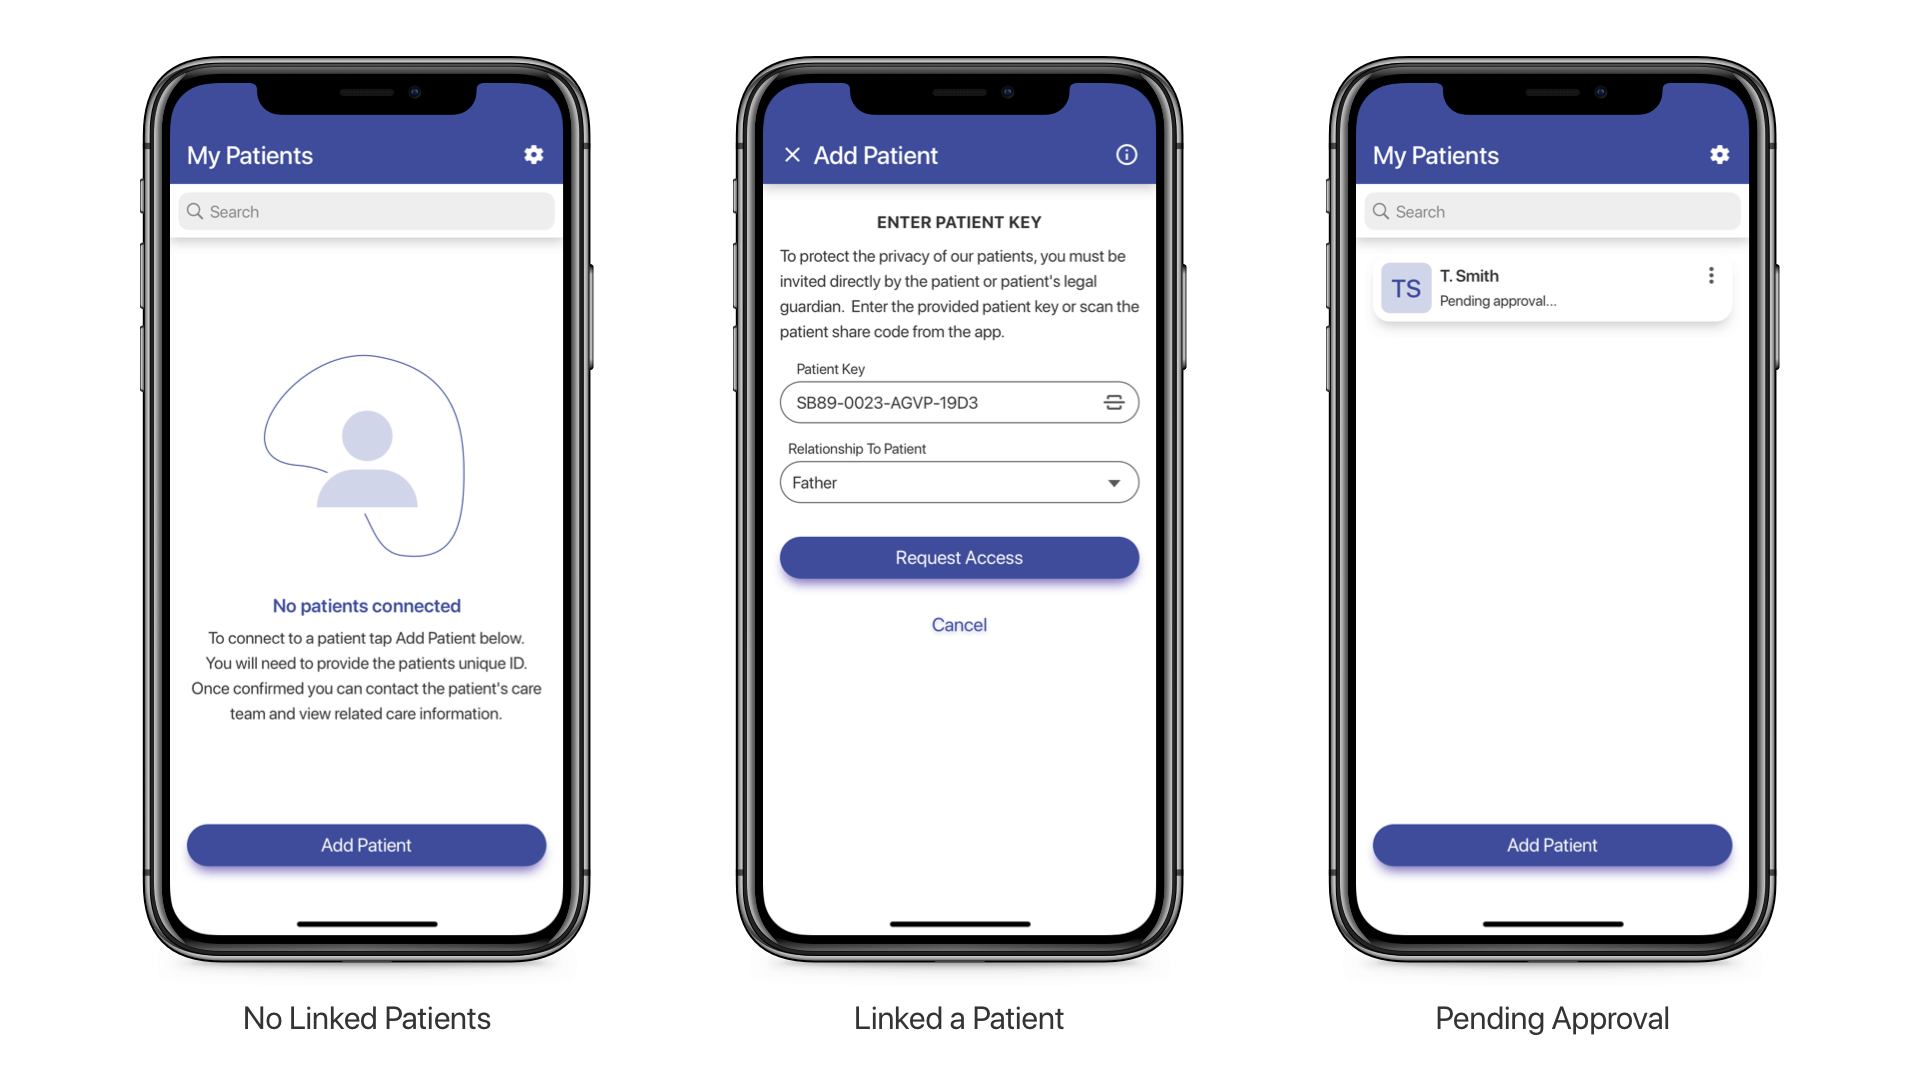 My Patients
Search
No patients connected
To connect to a patient tap Add Patient below.
You will need to provide the patients unique ID.
Once confirmed you can contact the patient's care
team and view related care information.
Add Patient
No Linked Patients
Add Patient
ENTER PATIENT KEY
To protect the privacy of our patients, you must be
invited directly by the patient or patient's legal
guardian. Enter the provided patient key or scan the
patient share code from the app.
Patient Key
SB89-0023-AGVP-19D3
Relationship To Patient
Father
Request Access
Cancel
Linked a Patient
My Patients
Search
TS
T. Smith
Pending approval...
Add Patient
Pending Approval